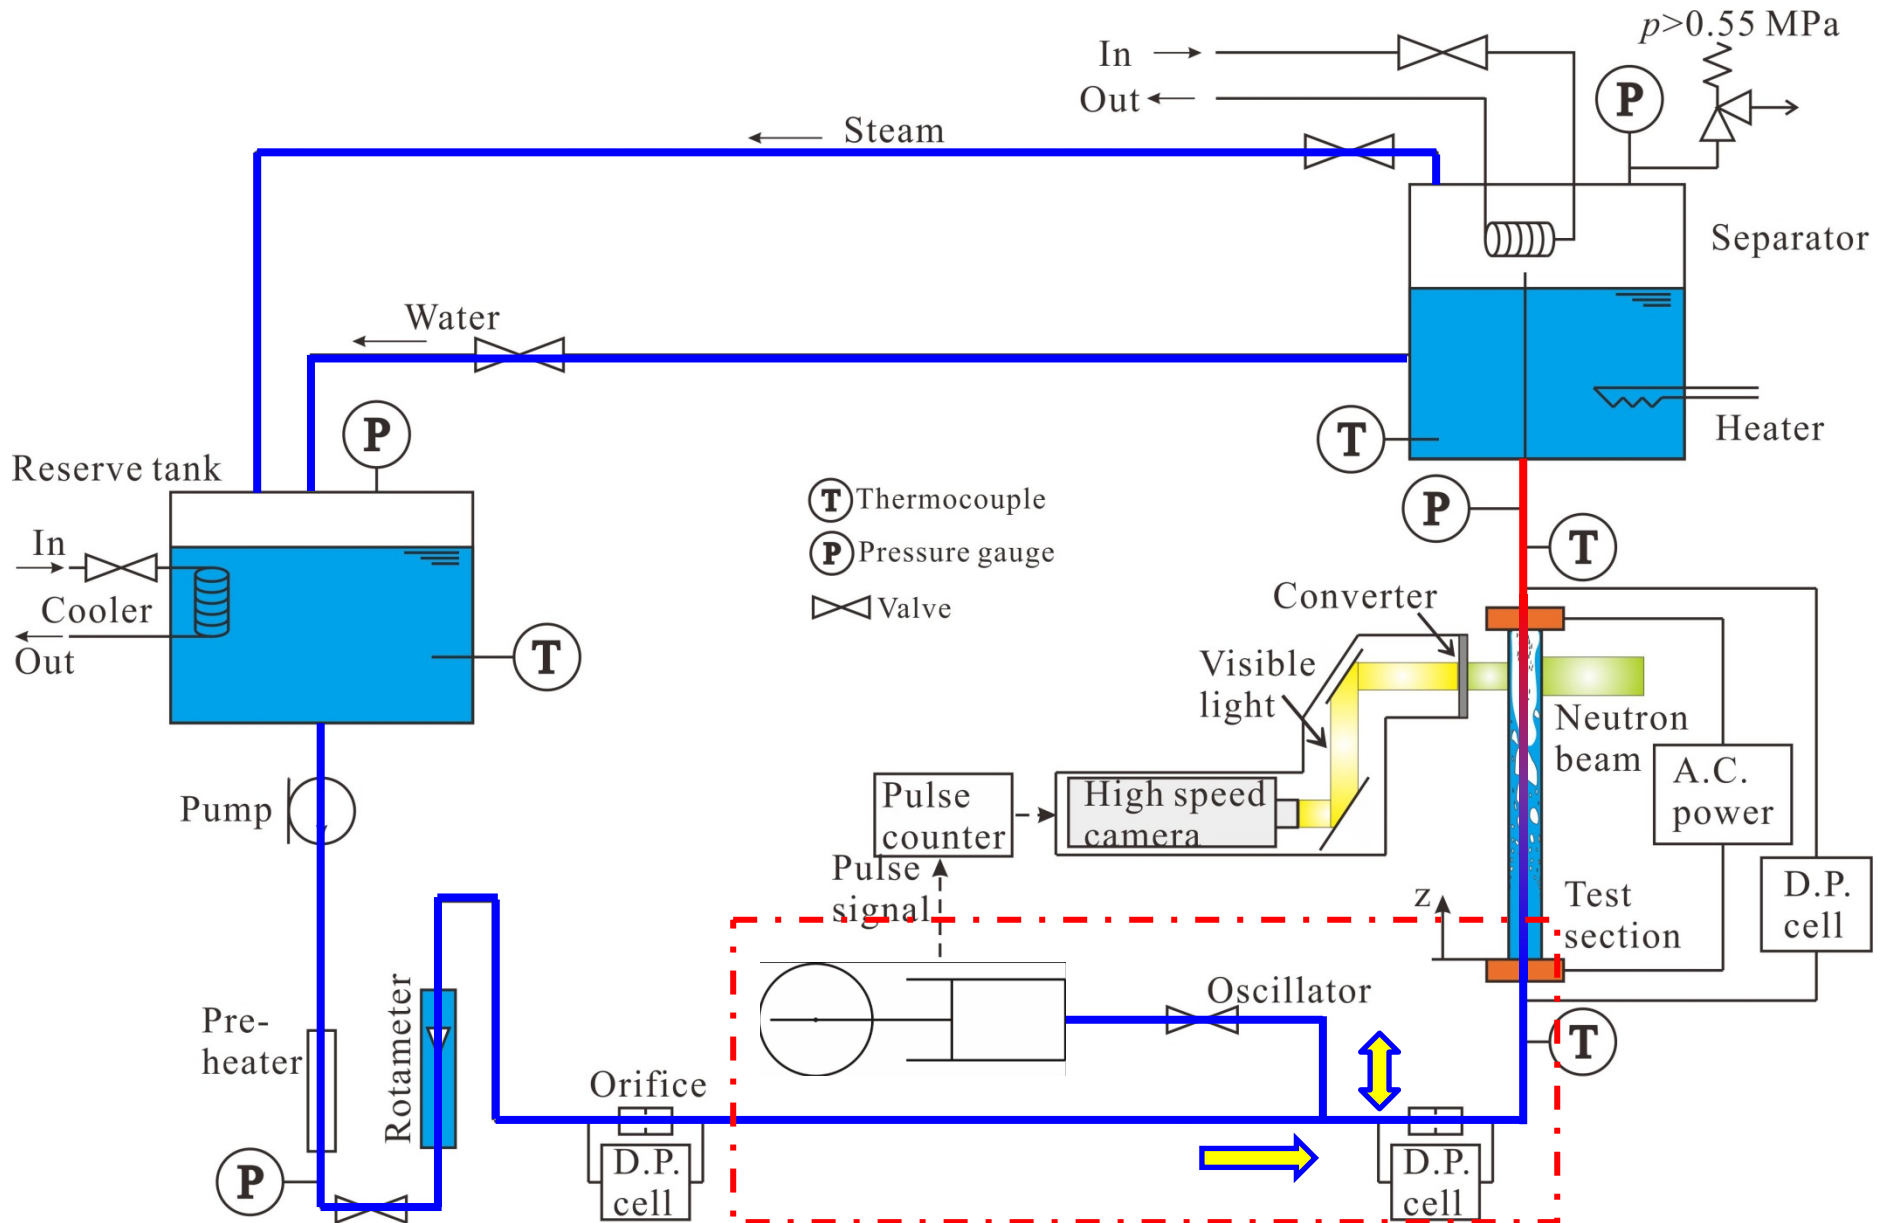 p>0.55 MPa
In
Out
P
Steam
Separator
Water
Heater
T
P
Reserve tank
P
T
T Thermocouple
P Pressure gauge
Valve
In
Cooler
Out
T
Converter
Visible
light
Neutron
beam
A.C.
power
Pump
Pulse
counter
High speed
camera
Pulse
signal
z
Test
section
D.P.
cell
Oscillator
Pre-
heater
Rotameter
Orifice
T
P
D.P.
cell
D.P.
cell